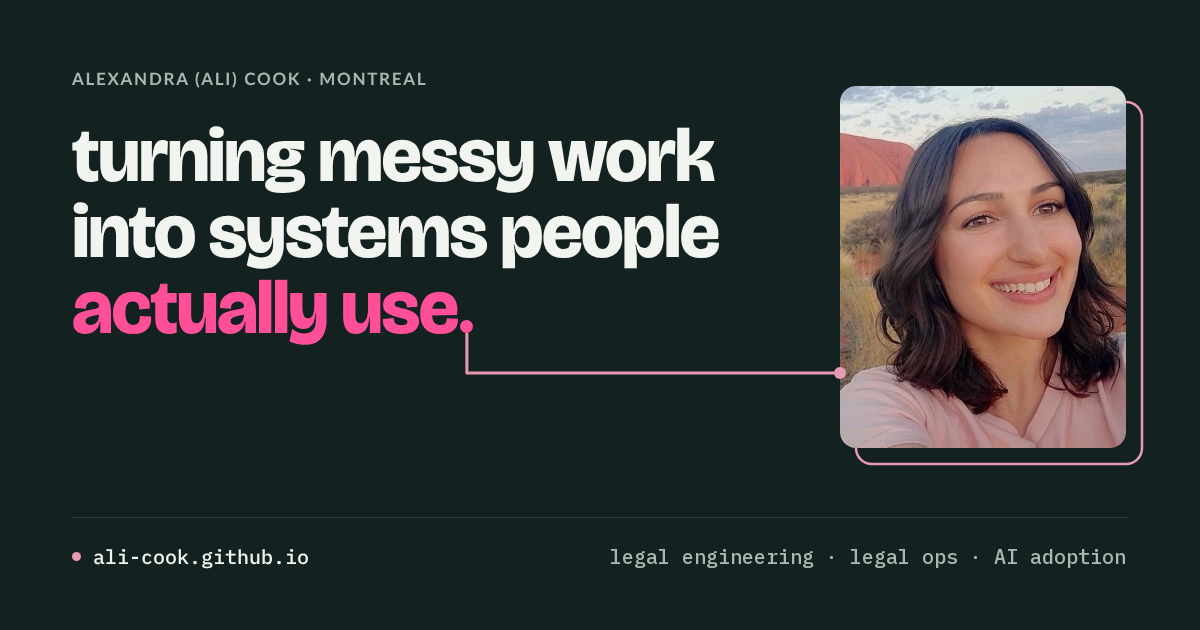 ALEXANDRA (ALI) COOK · MONTREAL
turning messy work
into systems people
actually use.
ali-cook.github.io
legal engineering · legal ops · AI adoption